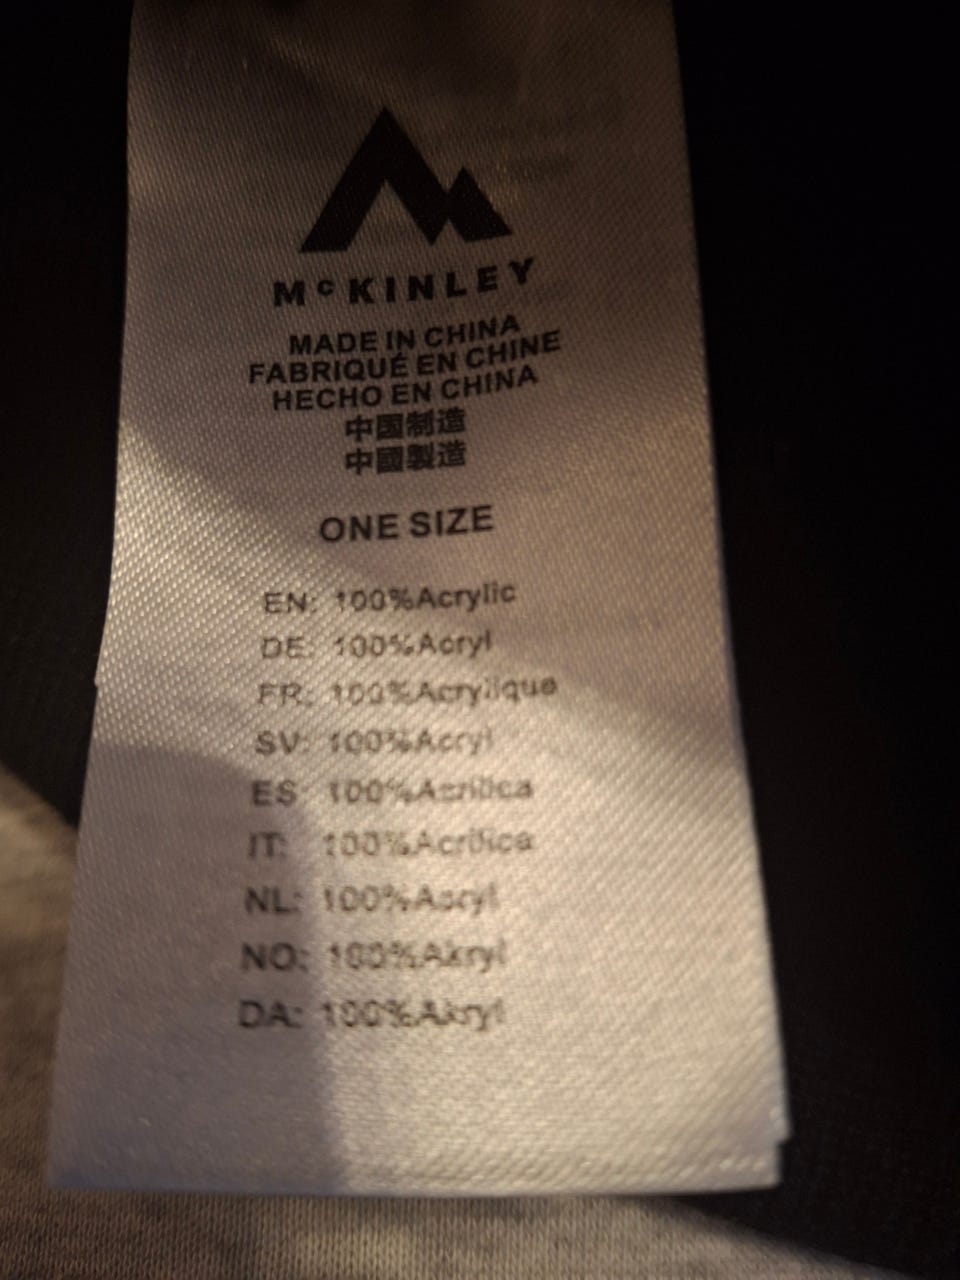 McKINLEY
MADE IN CHINA
FABRIQUÉ EN CHINE
HECHO EN CHINA
中国制造
中國製造
ONE SIZE
EN: 100%Acrylic
DE: 100%Acryl
FR: 100%Acrylique
SV: 100%Acryl
ES: 100%Acrílica
IT: 100%Acrilica
NL: 100%Acryl
NO: 100%Akryl
DA: 100%Akryl